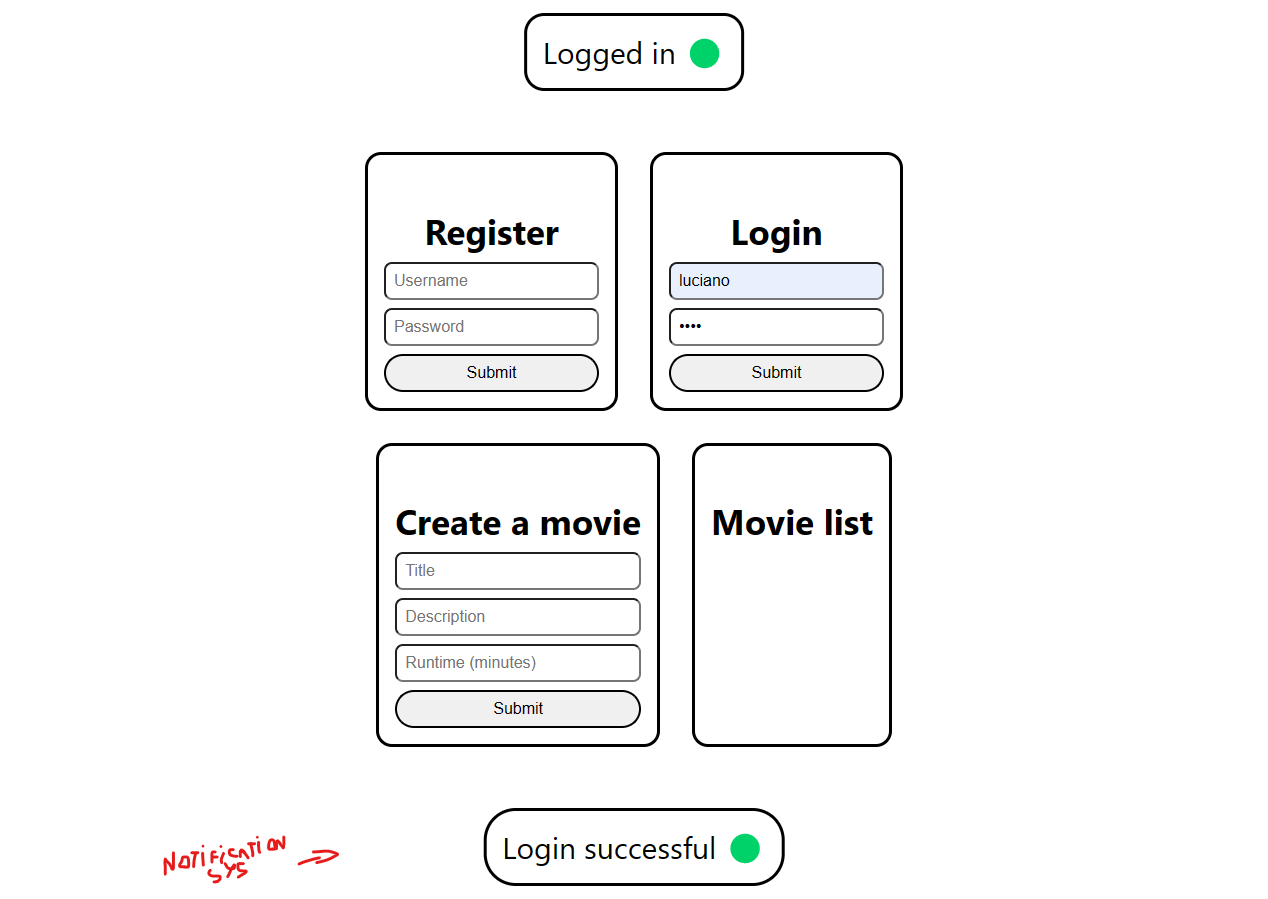 Logged in
Register
Username
Password
Submit
Login
luciano
••••
Submit
Create a movie
Title
Description
Runtime (minutes)
Submit
Movie list
NOTIFICATION
SYS
Login successful